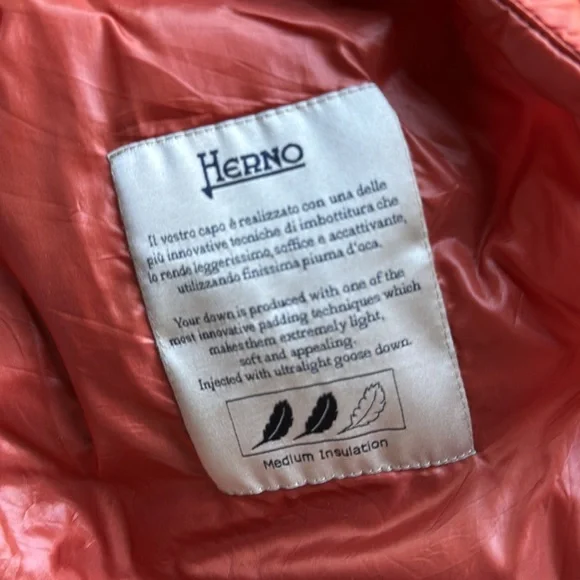 HERNO
Il vostro capo è realizzato con una delle
più innovative tecniche di imbottitura che
lo rende leggerissimo, soffice e accattivante,
utilizzando finissima piuma d'oca.
Your down is produced with one of the
most innovative padding techniques which
makes them extremely light,
soft and appealing.
Injected with ultralight goose down.
Medium Insulation